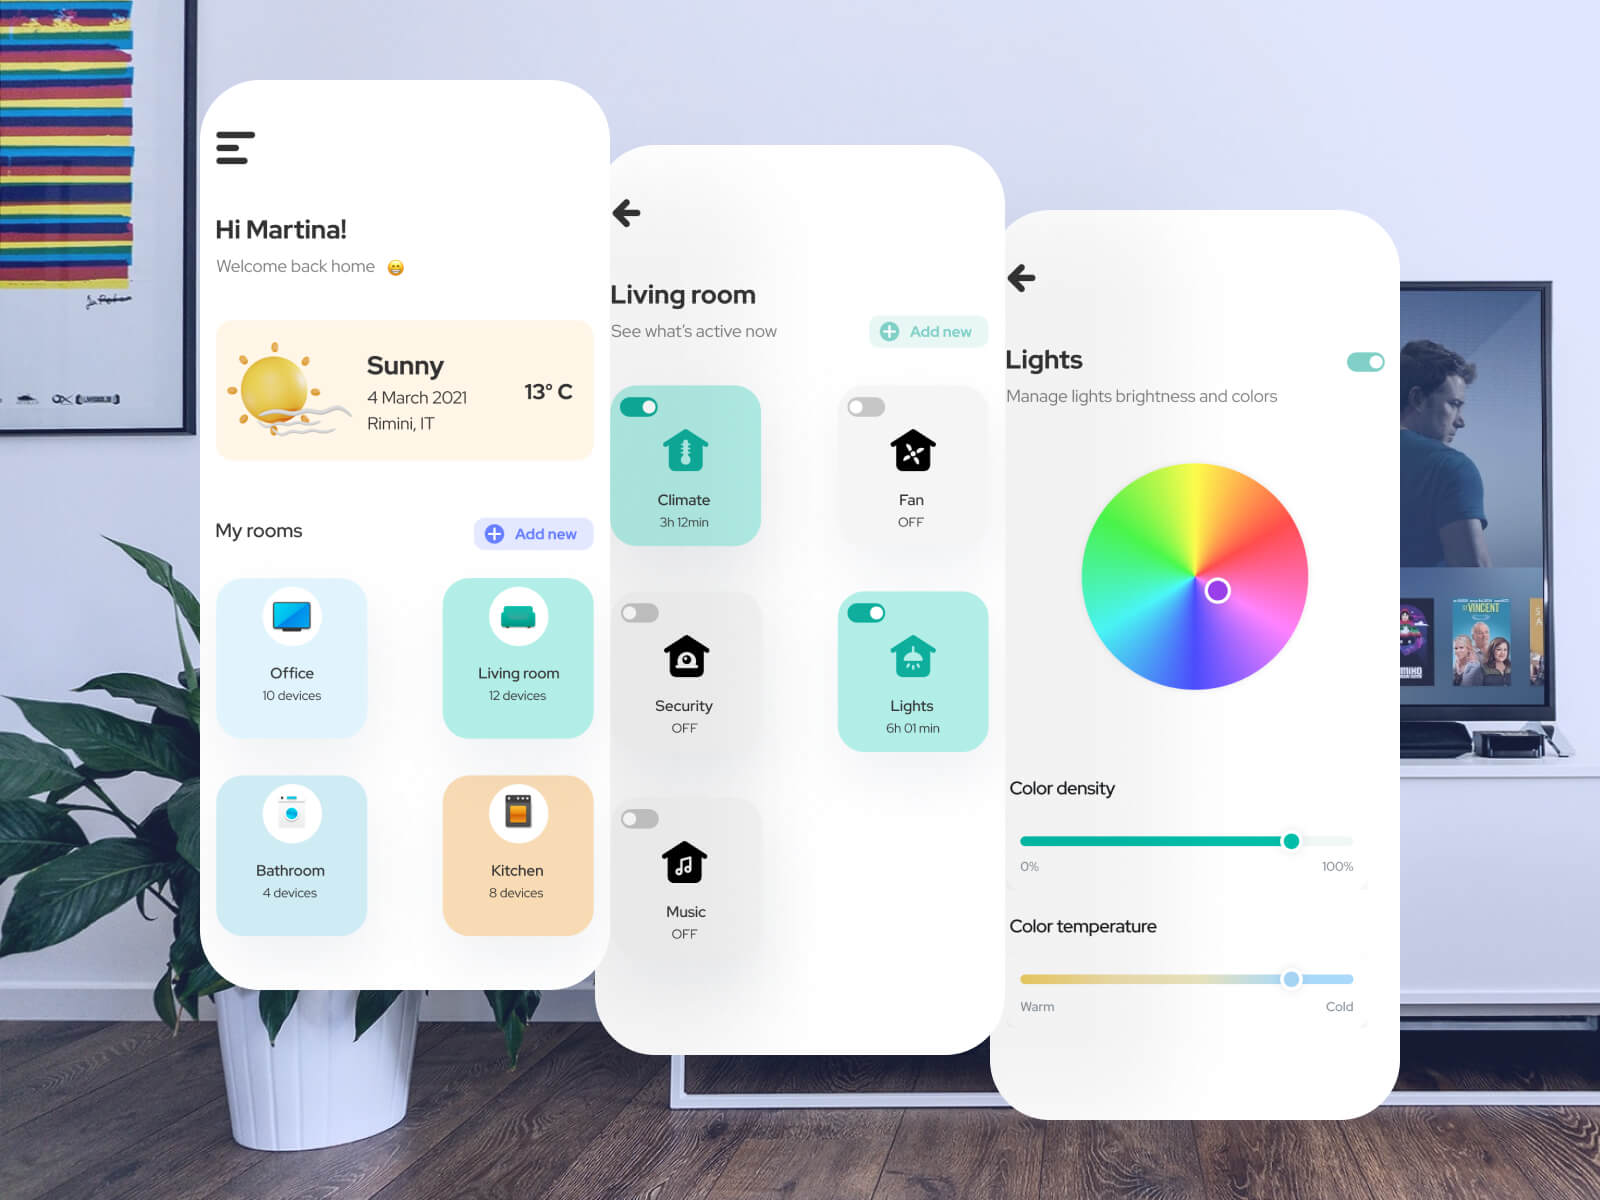 Hi Martina!
Welcome back home
Sunny
4 March 2021
Rimini, IT
13° C
My rooms
Add new
Office
10 devices
Living room
12 devices
Bathroom
4 devices
Kitchen
8 devices
Living room
See what's active now
Add new
Climate
3h 12min
Fan
OFF
Security
OFF
Lights
6h 01 min
Music
OFF
Lights
Manage lights brightness and colors
Color density
0%
100%
Color temperature
Warm
Cold
ST VINCENT